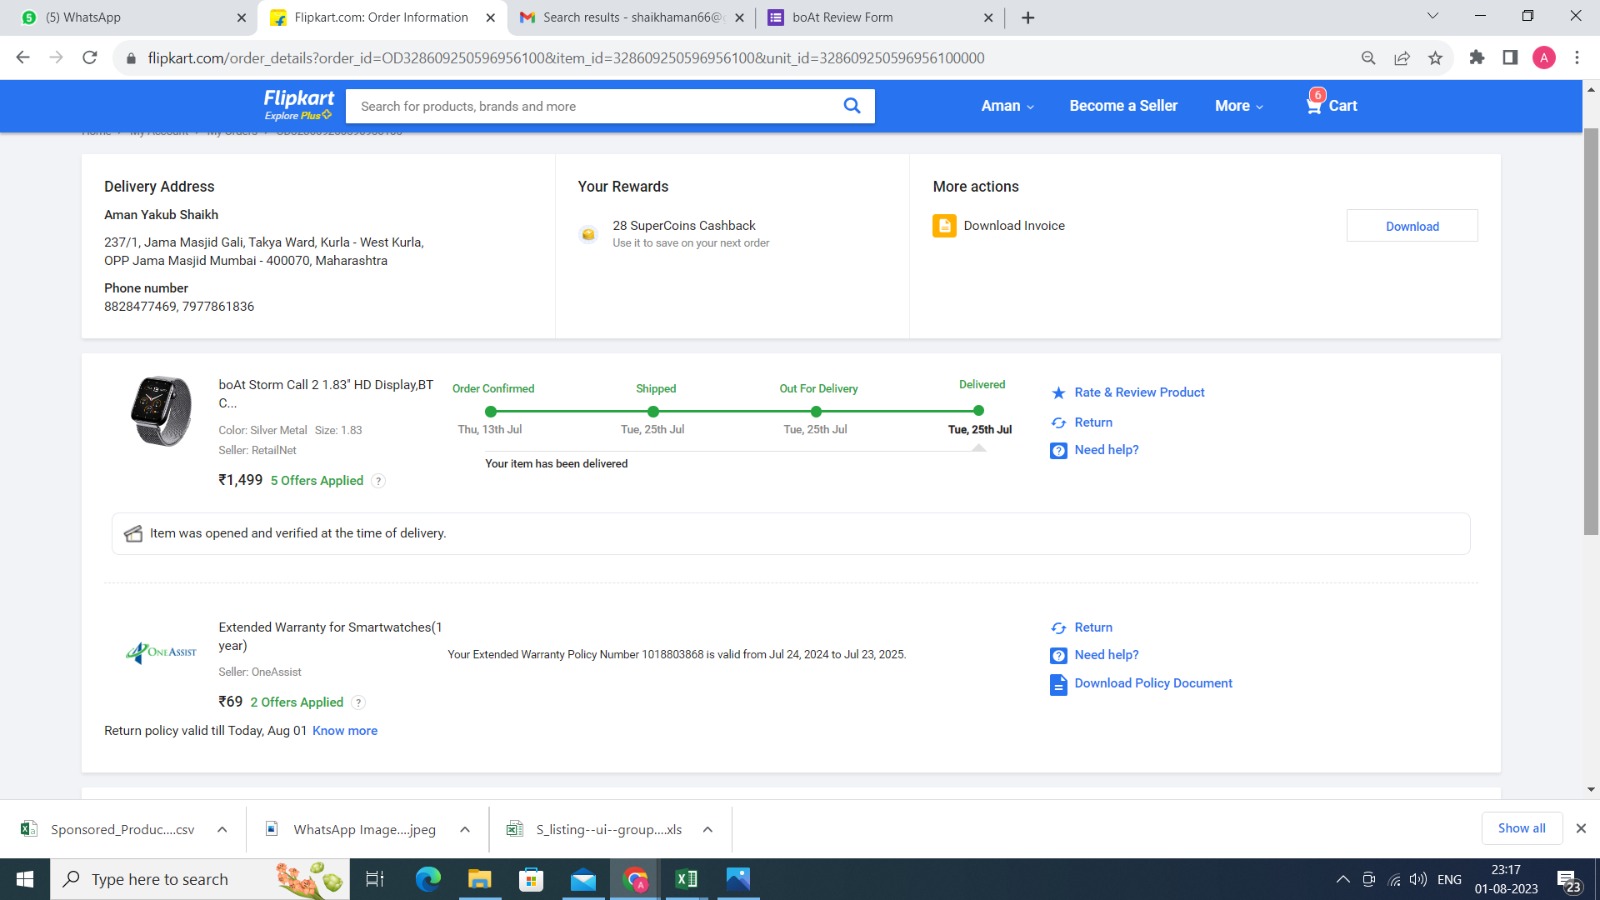 (5) WhatsApp
Flipkart.com: Order Information
Search results - shaikhaman66@
boAt Review Form
flipkart.com/order_details?order_id=OD328609250596956100&item_id=328609250596956100&unit_id=328609250596956100000
A
Flipkart
Explore Plus
Search for products, brands and more
Aman
Become a Seller
More
6
Cart
Home
My Account
My Orders
OD328609250596956100
Delivery Address
Aman Yakub Shaikh
237/1, Jama Masjid Gali, Takya Ward, Kurla - West Kurla,
OPP Jama Masjid Mumbai - 400070, Maharashtra
Phone number
8828477469, 7977861836
Your Rewards
28 SuperCoins Cashback
Use it to save on your next order
More actions
Download Invoice
Download
boAt Storm Call 2 1.83" HD Display,BT
C...
Color: Silver Metal Size: 1.83
Seller: RetailNet
₹1,499 5 Offers Applied ?
Order Confirmed
Shipped
Out For Delivery
Delivered
Thu, 13th Jul
Tue, 25th Jul
Tue, 25th Jul
Tue, 25th Jul
Your item has been delivered
Rate & Review Product
Return
Need help?
Item was opened and verified at the time of delivery.
ONEASSIST
Extended Warranty for Smartwatches(1
year)
Seller: OneAssist
₹69 2 Offers Applied ?
Your Extended Warranty Policy Number 1018803868 is valid from Jul 24, 2024 to Jul 23, 2025.
Return
Need help?
Download Policy Document
Return policy valid till Today, Aug 01 Know more
Sponsored_Produc....csv
WhatsApp Image....jpeg
S_listing--ui--group....xls
Show all
Type here to search
ENG
23:17
01-08-2023
23